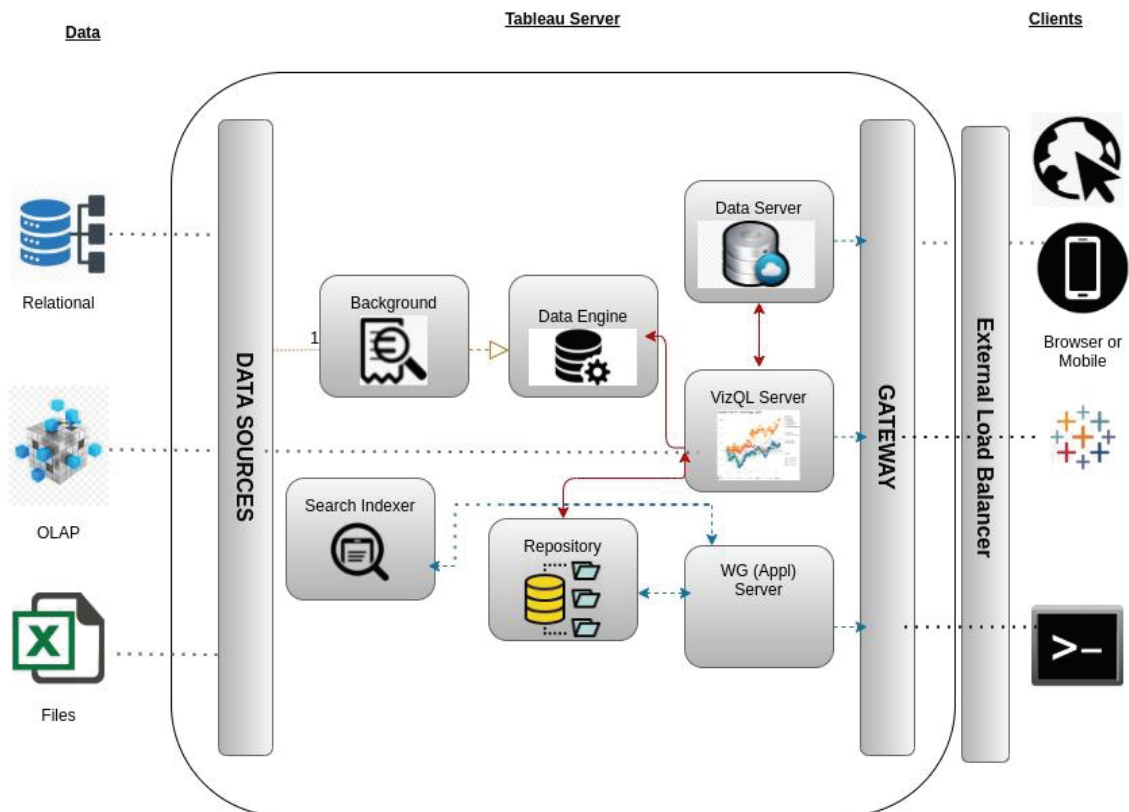 Tableau Server
Clients
Data
Data Server
Relational
Background
Data Engine
1
Browser or
Mobile
DATA SOURCES
VizQL Server
GATEWAY
External Load Balancer
OLAP
Search Indexer
Repository
WG (Appl)
Server
X
>-
Files